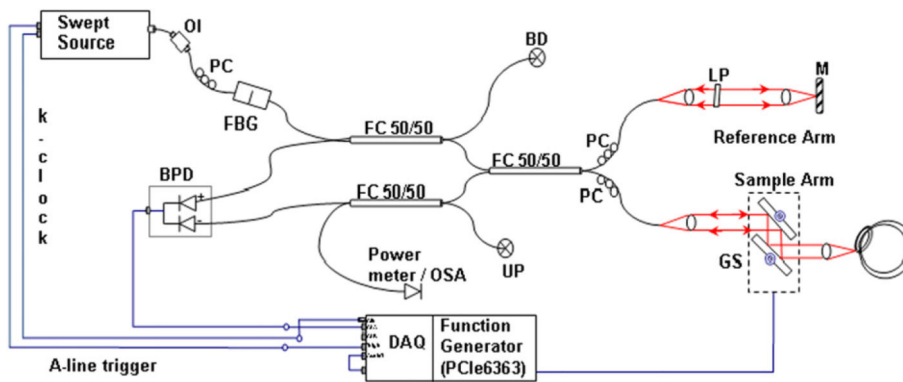 Swept
Source
OI
PC
FBG
BD
FC 50/50
FC 50/50
FC 50/50
PC
PC
LP
M
Reference Arm
Sample Arm
GS
k-clock
BPD
+
-
Power
meter / OSA
UP
DAQ
Function
Generator
(PCIe6363)
A-line trigger